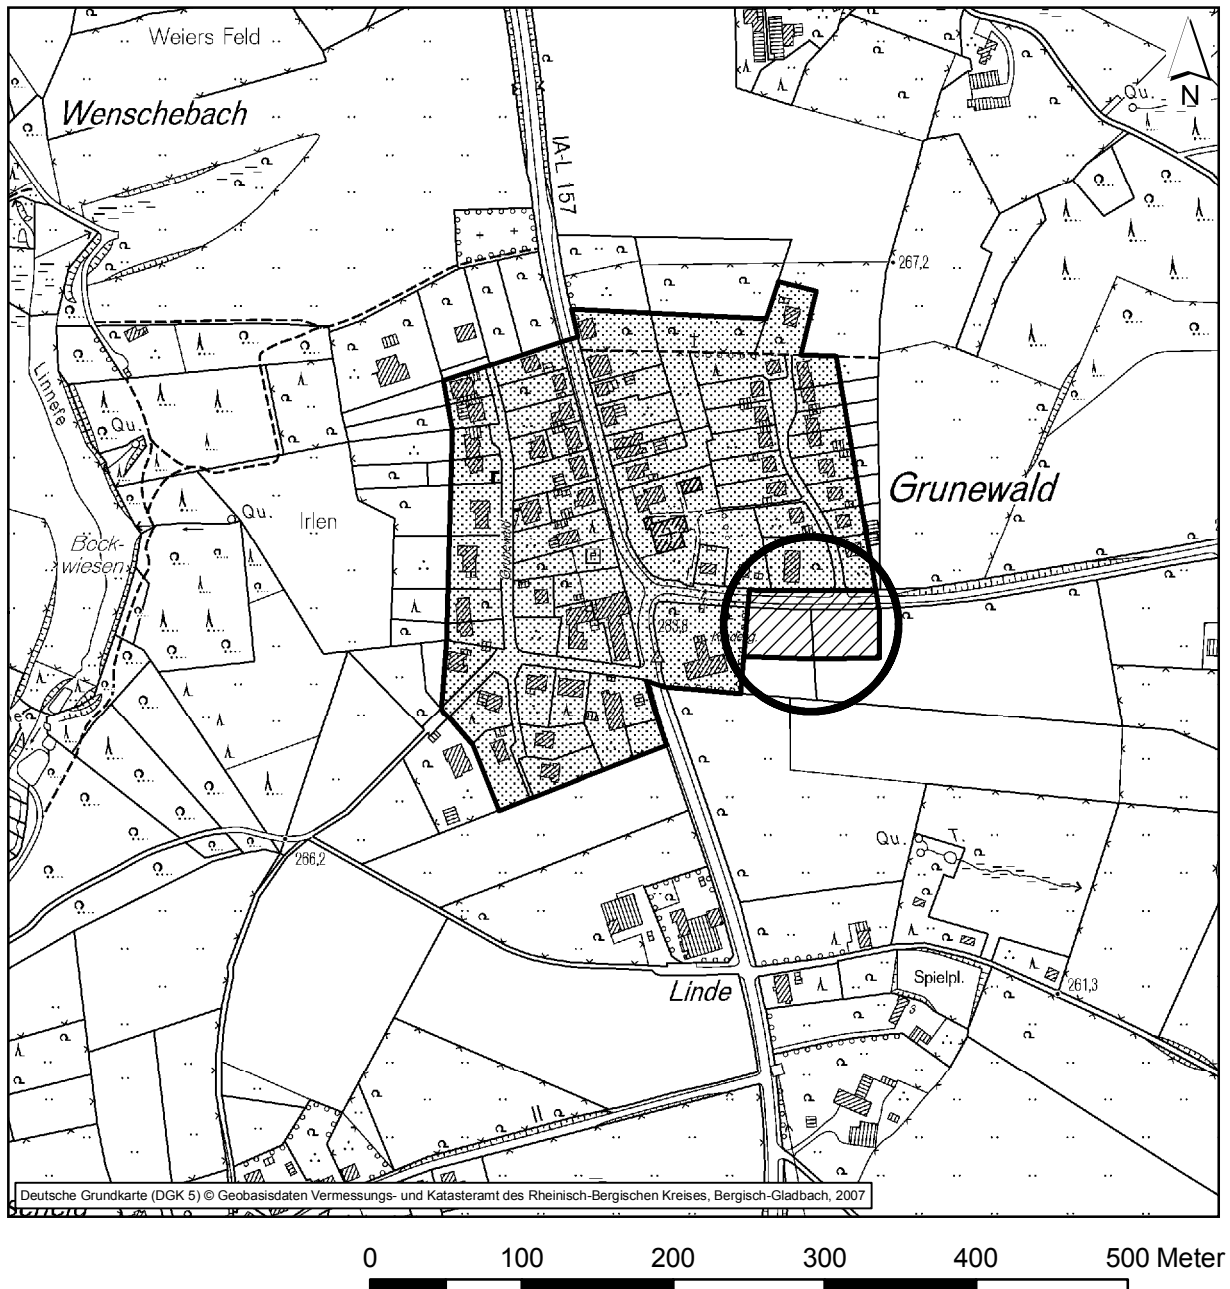 Weiers Feld
Wenschebach
Qu.
N
IA-L 157
267,2
Linnefe
Qu.
Grunewald
Qu.
Irlen
Bock-
wiesen
Qu.
T.
266,2
Linde
Spielpl.
261,3
II
Deutsche Grundkarte (DGK 5) © Geobasisdaten Vermessungs- und Katasteramt des Rheinisch-Bergischen Kreises, Bergisch-Gladbach, 2007
0 100 200 300 400 500 Meter